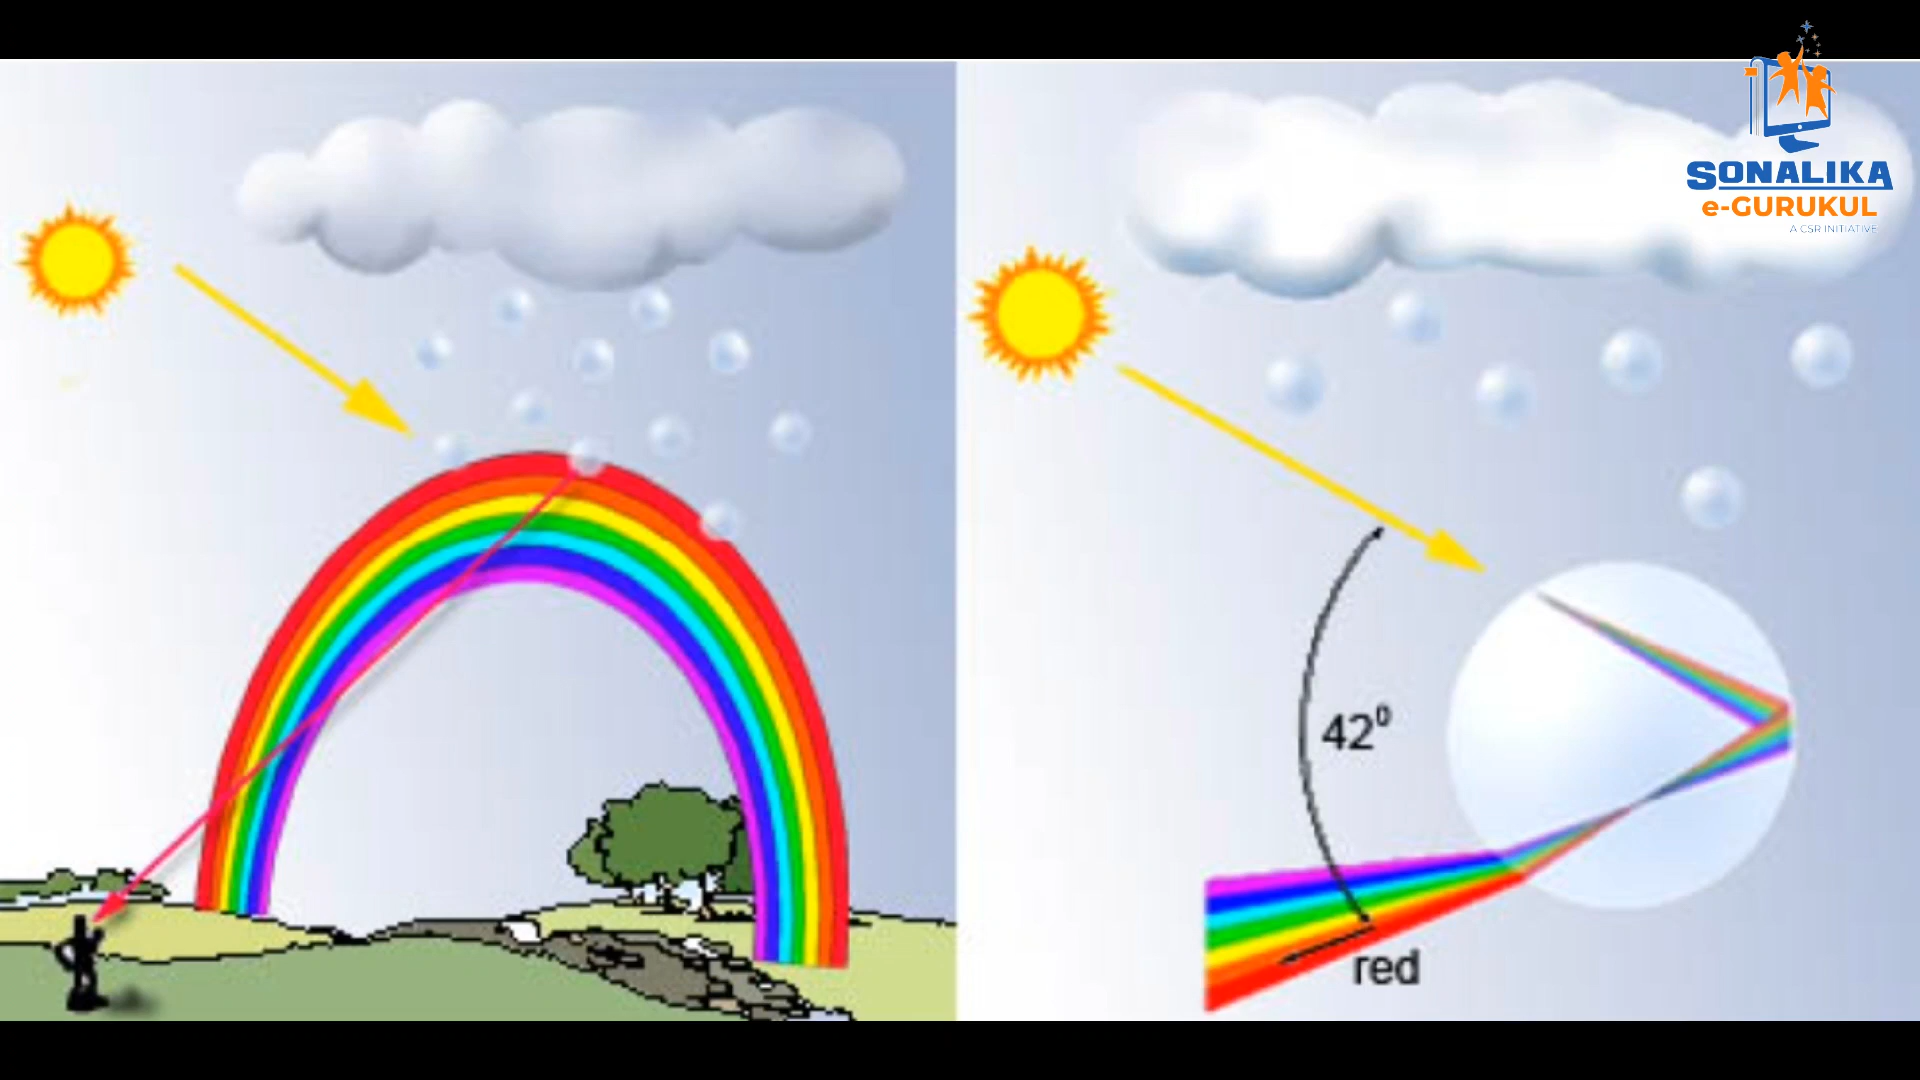 SONALIKA
e-GURUKUL
A CSR INITIATIVE
42⁰
red